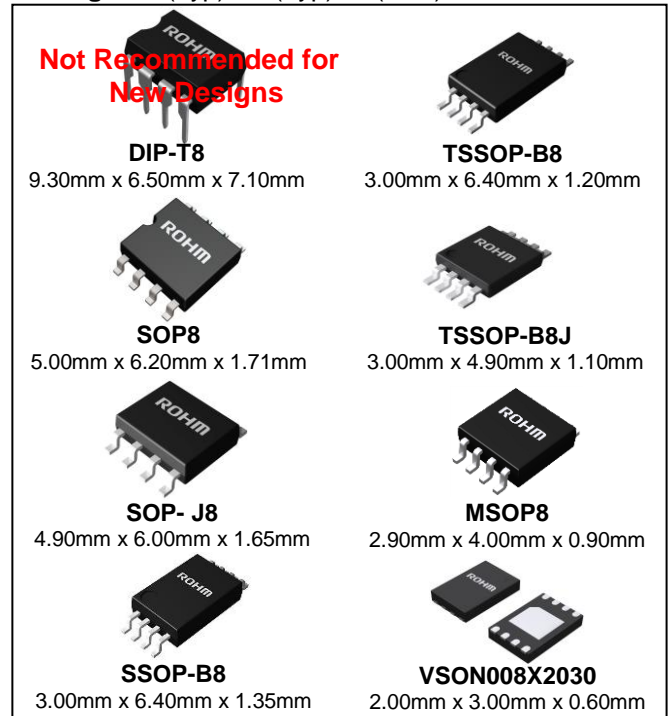 Not Recommended for
New Designs
ROHM
DIP-T8
9.30mm x 6.50mm x 7.10mm
ROHM
TSSOP-B8
3.00mm x 6.40mm x 1.20mm
ROHM
SOP8
5.00mm x 6.20mm x 1.71mm
ROHM
TSSOP-B8J
3.00mm x 4.90mm x 1.10mm
ROHM
SOP- J8
4.90mm x 6.00mm x 1.65mm
ROHM
MSOP8
2.90mm x 4.00mm x 0.90mm
ROHM
SSOP-B8
3.00mm x 6.40mm x 1.35mm
ROHM
VSON008X2030
2.00mm x 3.00mm x 0.60mm